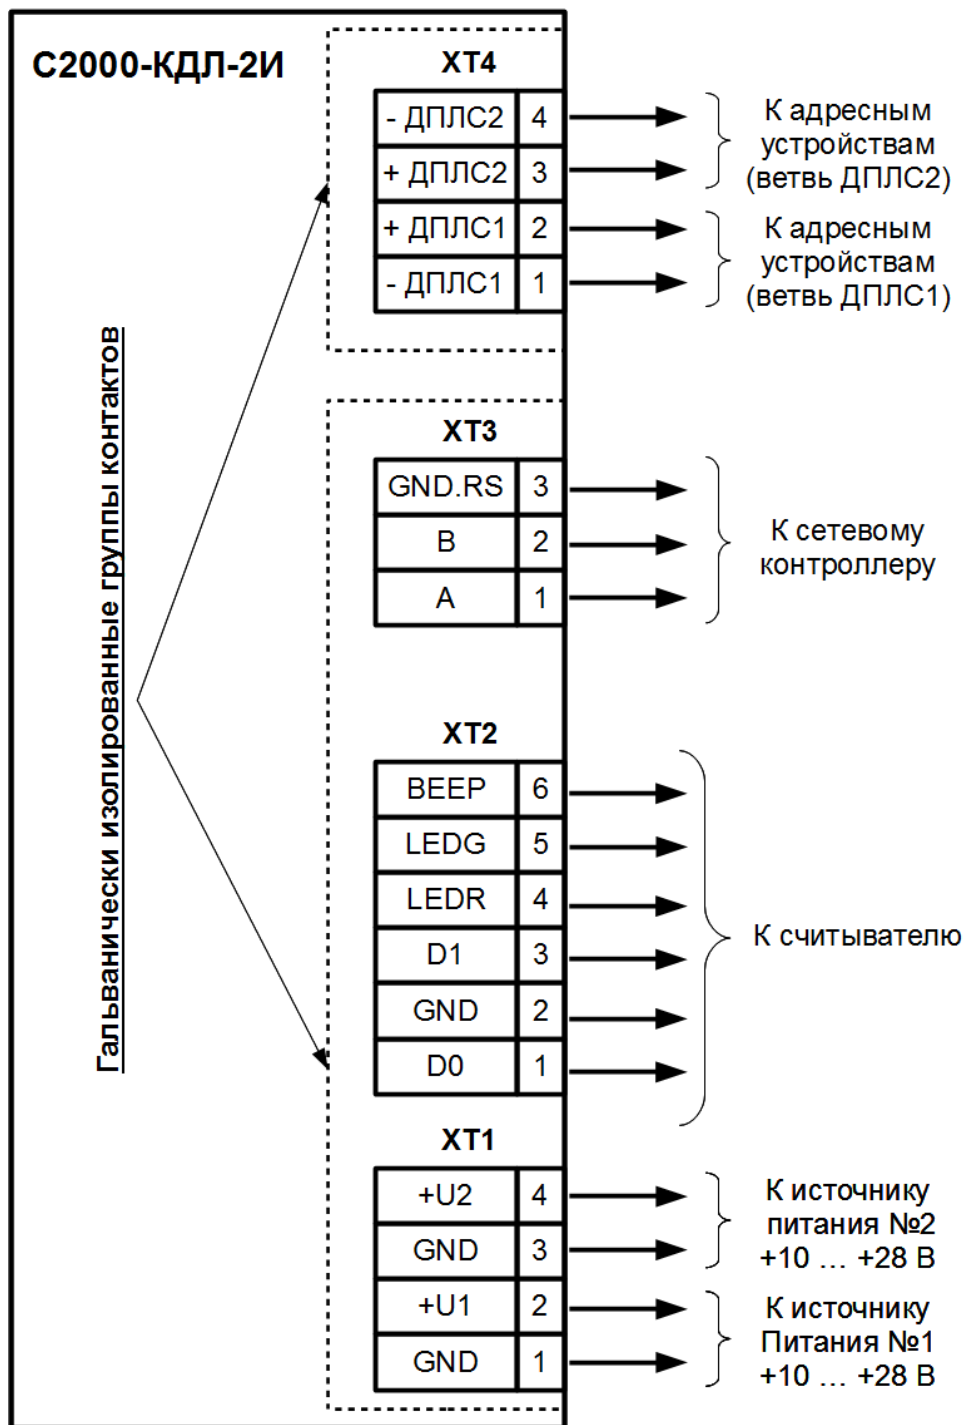 С2000-КДЛ-2И
XT4
- ДПЛС2 4
+ ДПЛС2 3
+ ДПЛС1 2
- ДПЛС1 1
К адресным
устройствам
(ветвь ДПЛС2)
К адресным
устройствам
(ветвь ДПЛС1)
Гальванически изолированные группы контактов
XT3
GND.RS 3
B 2
A 1
К сетевому
контроллеру
XT2
BEEP 6
LEDG 5
LEDR 4
D1 3
GND 2
D0 1
К считывателю
XT1
+U2 4
GND 3
+U1 2
GND 1
К источнику
питания №2
+10 ... +28 В
К источнику
Питания №1
+10 ... +28 В